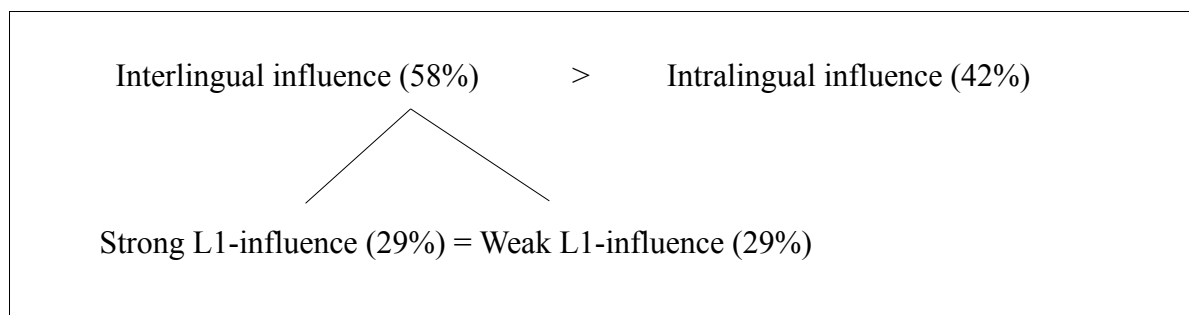 Interlingual influence (58%) > Intralingual influence (42%)
Strong L1-influence (29%) = Weak L1-influence (29%)